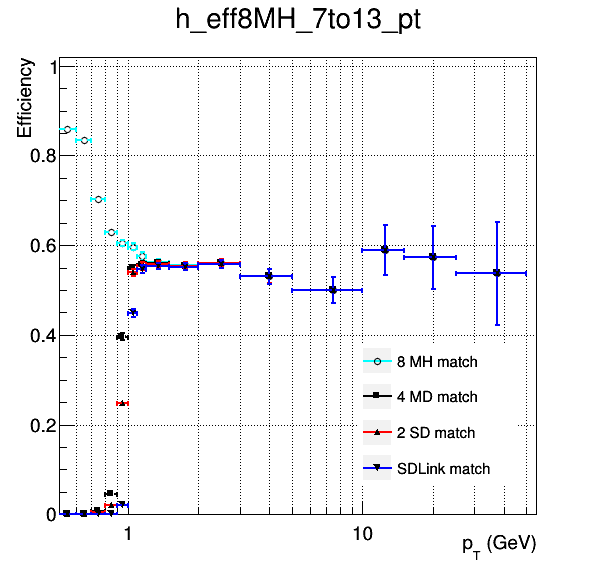 h_eff8MH_7to13_pt
Efficiency
1
0.8
0.6
0.4
0.2
0
8 MH match
4 MD match
2 SD match
SDLink match
1
10
pT (GeV)